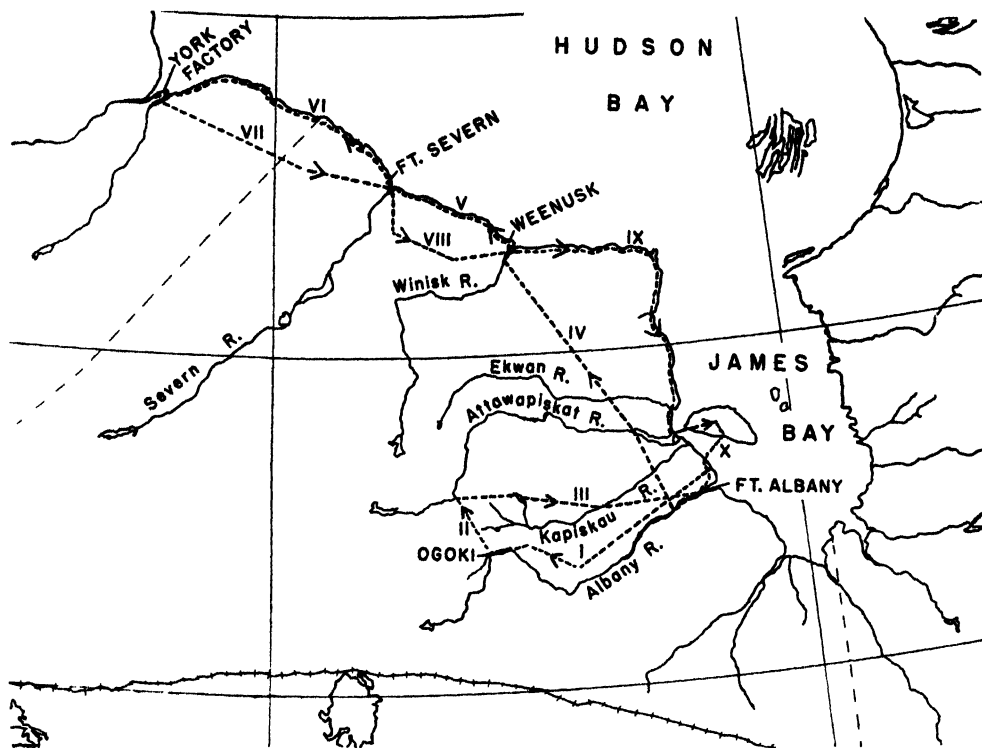 HUDSON
BAY
YORK
FACTORY
VI
VII
FT. SEVERN
V
WEENUSK
VIII
IX
Winisk R.
IV
Severn R.
JAMES
BAY
Ekwan R.
Attawapiskat R.
X
III
FT. ALBANY
II
Kapiskau R.
I
OGOKI
Albany R.